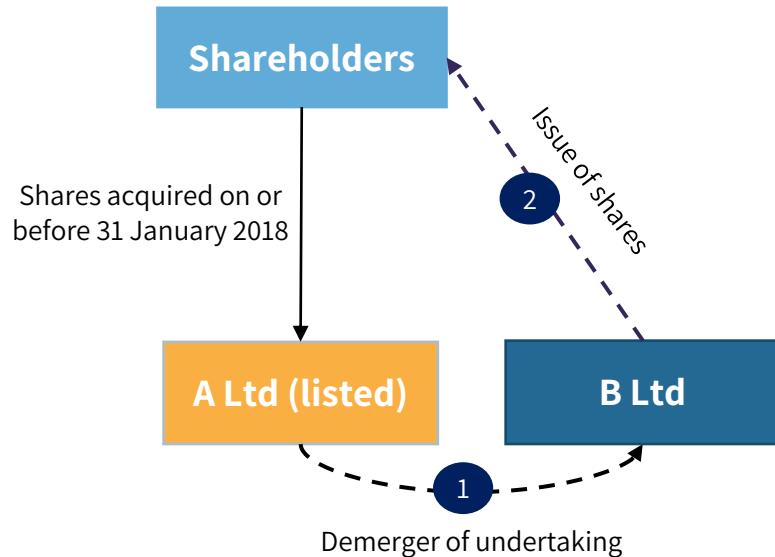 Shareholders
Issue of shares
Shares acquired on or
before 31 January 2018
2
A Ltd (listed)
B Ltd
1
Demerger of undertaking